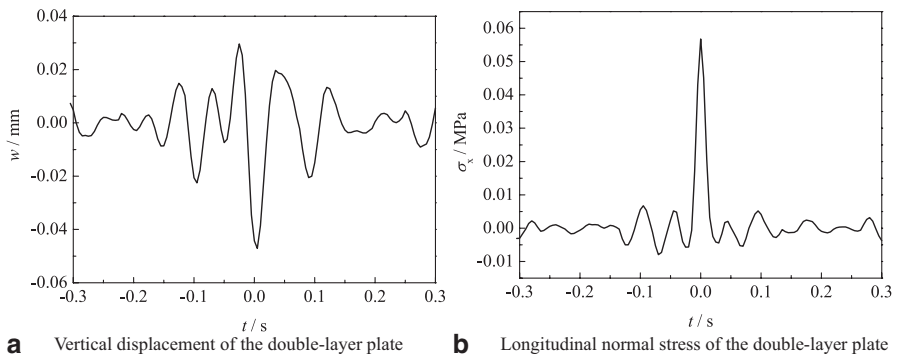 0.04
0.02
0.00
-0.02
-0.04
-0.06
w / mm
-0.3 -0.2 -0.1 0.0 0.1 0.2 0.3
t / s
a Vertical displacement of the double-layer plate
0.06
0.05
0.04
0.03
0.02
0.01
0.00
-0.01
σx / MPa
-0.3 -0.2 -0.1 0.0 0.1 0.2 0.3
t / s
b Longitudinal normal stress of the double-layer plate